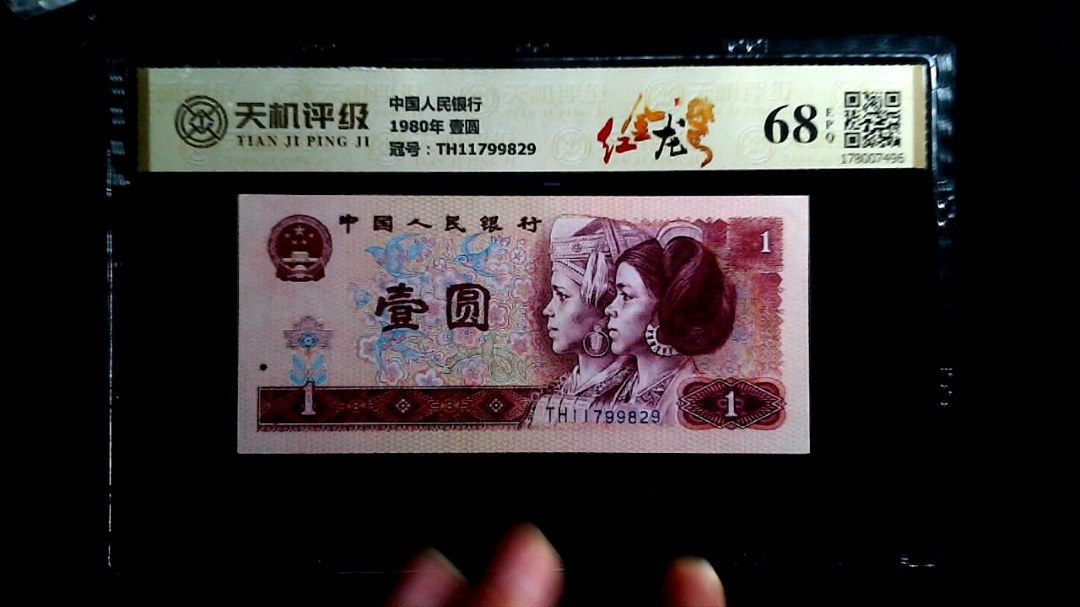 天机评级
TIAN JI PING JI
中国人民银行
1980年 壹圆
冠号：TH11799829
红金龙
68
EPQ
178007496
中国人民银行
1
壹圆
1
TH11799829
1